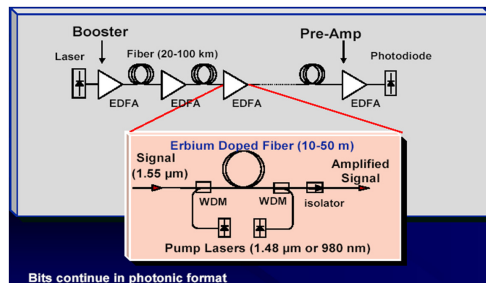 Booster
Pre-Amp
Laser
Fiber (20-100 km)
Photodiode
EDFA
EDFA
EDFA
EDFA
Erbium Doped Fiber (10-50 m)
Signal
(1.55 µm)
Amplified
Signal
WDM
WDM
isolator
Pump Lasers (1.48 µm or 980 nm)
Bits continue in photonic format